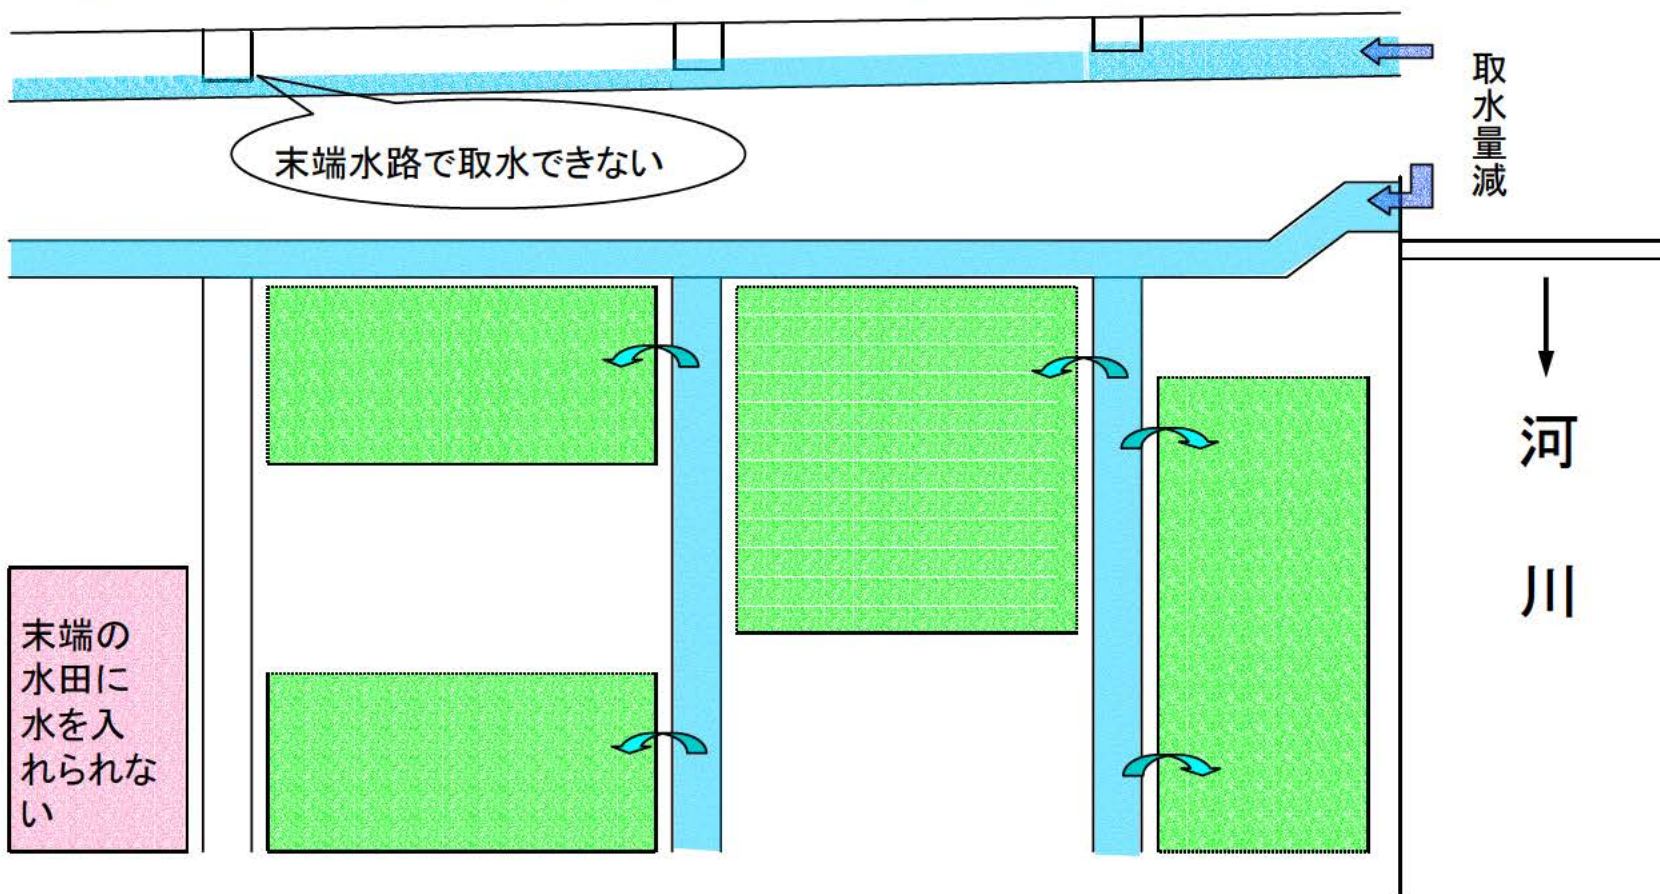 取水量減
末端水路で取水できない
河川
末端の
水田に
水を入
れられな
い